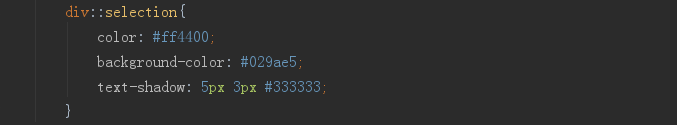 div::selection{
color: #ff4400;
background-color: #029ae5;
text-shadow: 5px 3px #333333;
}